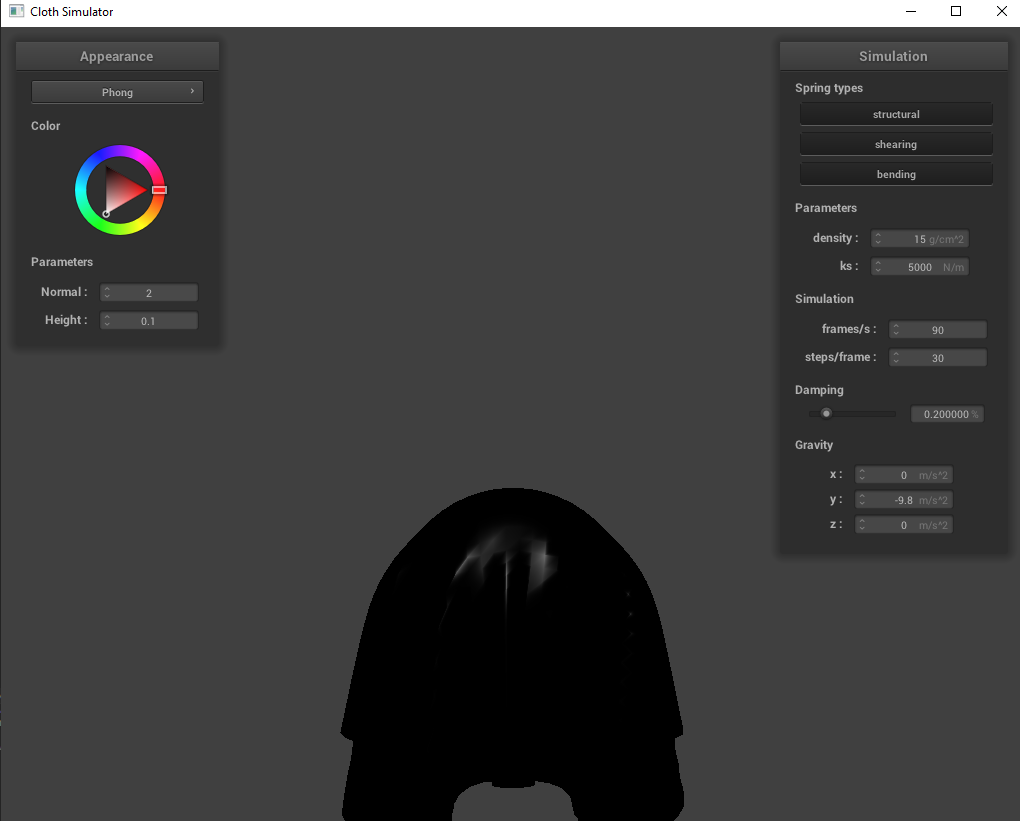 Cloth Simulator
Appearance
Phong
Color
Parameters
Normal : 2
Height : 0.1
Simulation
Spring types
structural
shearing
bending
Parameters
density : 15 g/cm^2
ks : 5000 N/m
Simulation
frames/s : 90
steps/frame : 30
Damping
0.200000 %
Gravity
x : 0 m/s^2
y : -9.8 m/s^2
z : 0 m/s^2